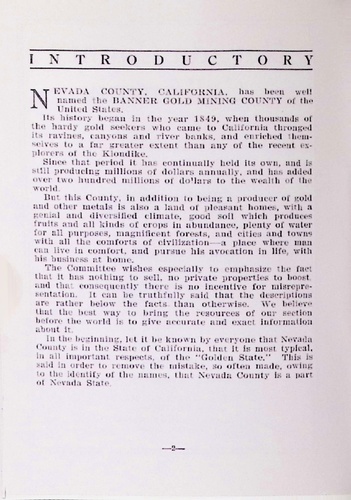 INTRODUCTORY
NEVADA COUNTY, CALIFORNIA, has been well
named the BANNER GOLD MINING COUNTY of the
United States.
Its history began in the year 1849, when thousands of
the hardy gold seekers who came to California thronged
its ravines, canyons and river banks, and enriched them-
selves to a far greater extent than any of the recent ex-
plorers of the Klondike.
Since that period it has continually held its own, and is
still producing millions of dollars annually, and has added
over two hundred millions of dollars to the wealth of the
world.
But this County, in addition to being a producer of gold
and other metals is also a land of pleasant homes, with a
genial and diversified climate, good soil which produces
fruits and all kinds of crops in abundance, plenty of water
for all purposes, magnificent forests, and cities and towns
with all the comforts of civilization—a place where man
can live in comfort, and pursue his avocation in life, with
his business at home.
The Committee wishes especially to emphasize the fact
that it has nothing to sell, no private properties to boost,
and that consequently there is no incentive for misrepre-
sentation. It can be truthfully said that the descriptions
are rather below the facts than otherwise. We believe
that the best way to bring the resources of our section
before the world is to give accurate and exact information
about it.
In the beginning, let it be known by everyone that Nevada
County is in the State of California, that it is most typical,
in all important respects, of the "Golden State." This is
said in order to remove the mistake, so often made, owing
to the identify of the names, that Nevada County is a part
of Nevada State.
—2—